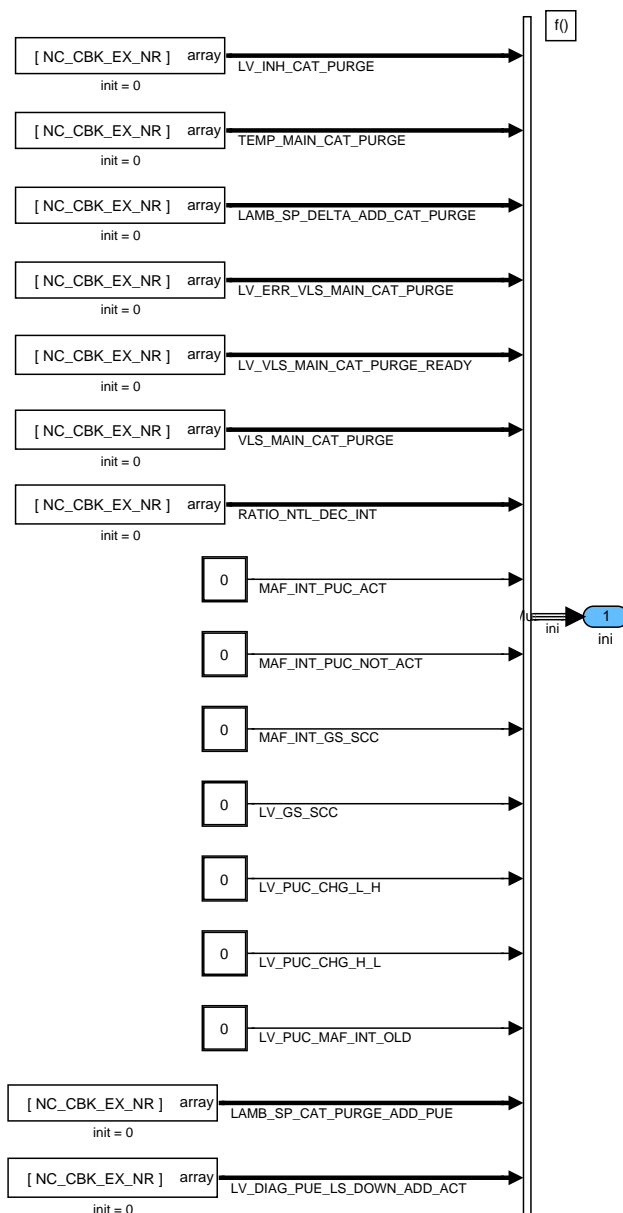 f()
[ NC_CBK_EX_NR ] array
LV_INH_CAT_PURGE
init = 0
[ NC_CBK_EX_NR ] array
TEMP_MAIN_CAT_PURGE
init = 0
[ NC_CBK_EX_NR ] array
LAMB_SP_DELTA_ADD_CAT_PURGE
init = 0
[ NC_CBK_EX_NR ] array
LV_ERR_VLS_MAIN_CAT_PURGE
init = 0
[ NC_CBK_EX_NR ] array
LV_VLS_MAIN_CAT_PURGE_READY
init = 0
[ NC_CBK_EX_NR ] array
VLS_MAIN_CAT_PURGE
init = 0
[ NC_CBK_EX_NR ] array
RATIO_NTL_DEC_INT
init = 0
0
MAF_INT_PUC_ACT
1
ini
ini
0
MAF_INT_PUC_NOT_ACT
0
MAF_INT_GS_SCC
0
LV_GS_SCC
0
LV_PUC_CHG_L_H
0
LV_PUC_CHG_H_L
0
LV_PUC_MAF_INT_OLD
[ NC_CBK_EX_NR ] array
LAMB_SP_CAT_PURGE_ADD_PUE
init = 0
[ NC_CBK_EX_NR ] array
LV_DIAG_PUE_LS_DOWN_ADD_ACT
init = 0